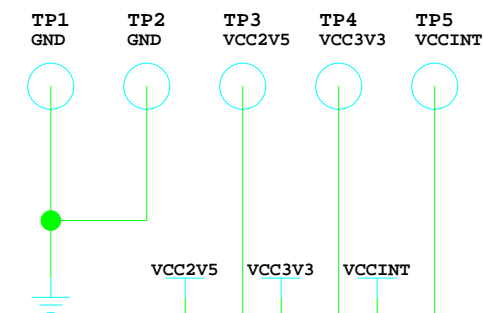 TP1 TP2 TP3 TP4 TP5
GND GND VCC2V5 VCC3V3 VCCINT
VCC2V5 VCC3V3 VCCINT